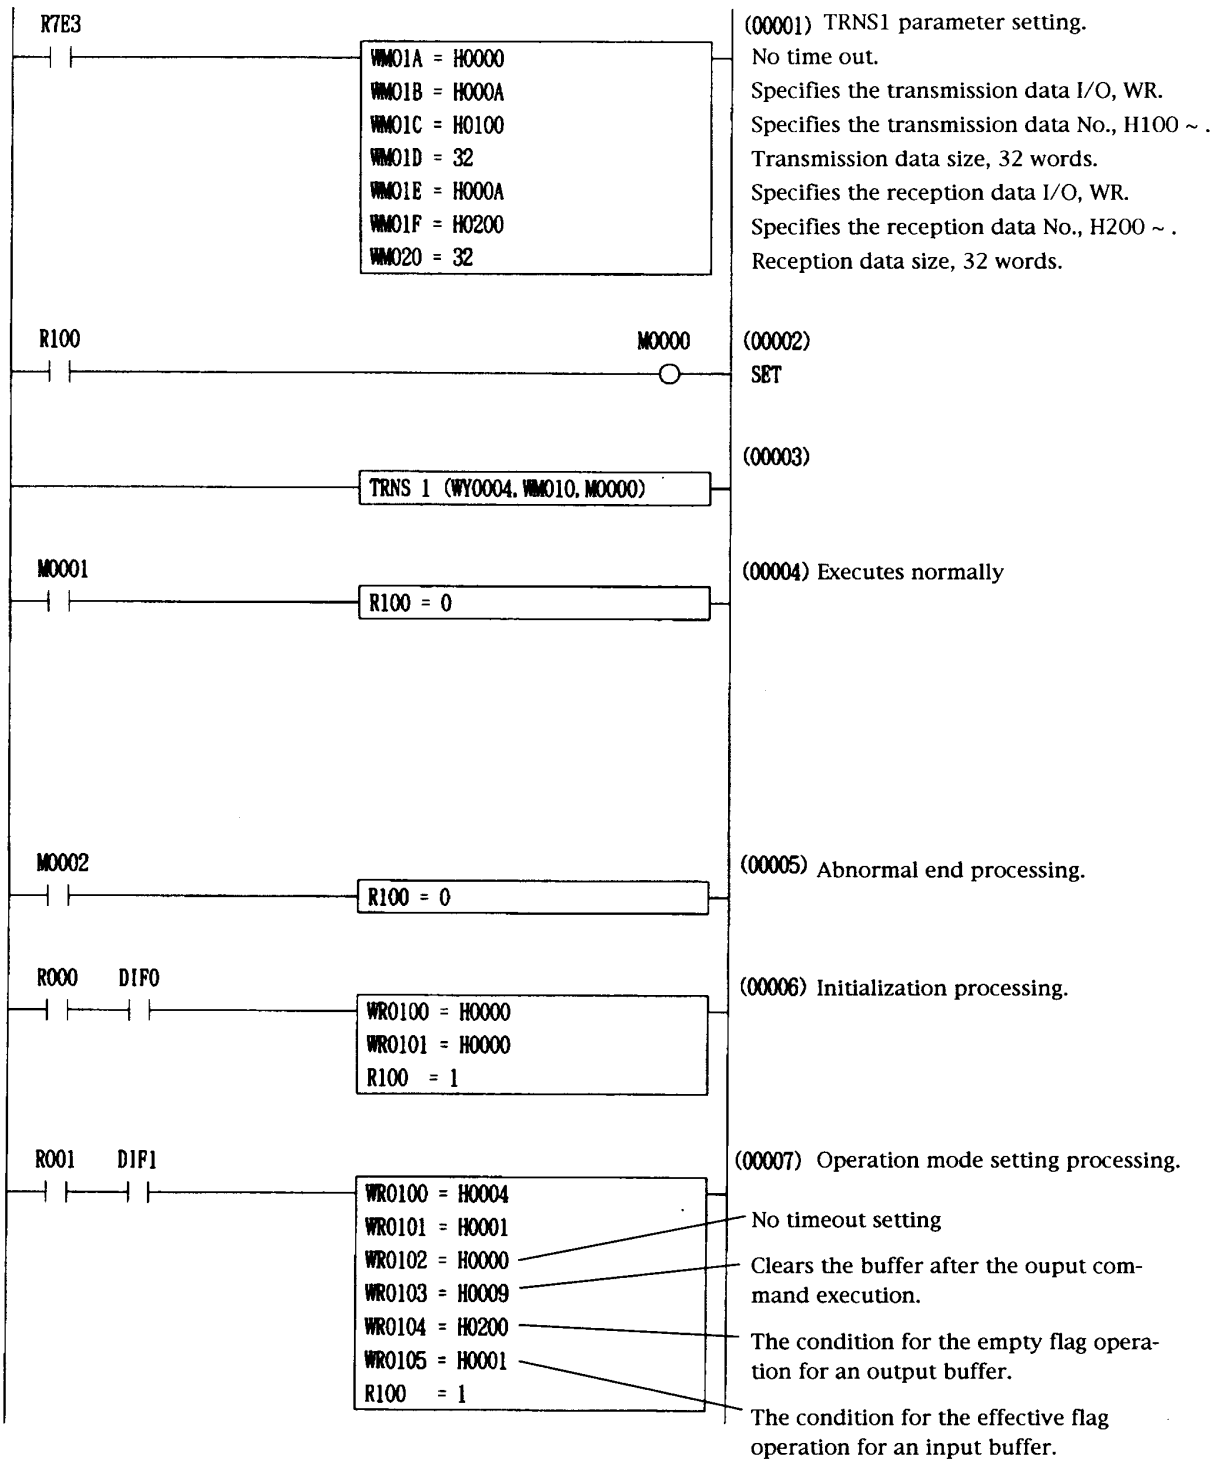 R7E3
(00001) TRNS1 parameter setting.
WM01A = H0000
No time out.
WM01B = H000A
Specifies the transmission data I/O, WR.
WM01C = H0100
Specifies the transmission data No., H100 ~ .
WM01D = 32
Transmission data size, 32 words.
WM01E = H000A
Specifies the reception data I/O, WR.
WM01F = H0200
Specifies the reception data No., H200 ~ .
WM020 = 32
Reception data size, 32 words.
R100
M0000
(00002)
SET
(00003)
TRNS 1 (WY0004, WM010, M0000)
M0001
(00004) Executes normally
R100 = 0
M0002
(00005) Abnormal end processing.
R100 = 0
R000 DIF0
(00006) Initialization processing.
WR0100 = H0000
WR0101 = H0000
R100 = 1
R001 DIF1
(00007) Operation mode setting processing.
WR0100 = H0004
WR0101 = H0001
WR0102 = H0000
WR0103 = H0009
WR0104 = H0200
WR0105 = H0001
R100 = 1
No timeout setting
Clears the buffer after the ouput com-
mand execution.
The condition for the empty flag opera-
tion for an output buffer.
The condition for the effective flag
operation for an input buffer.